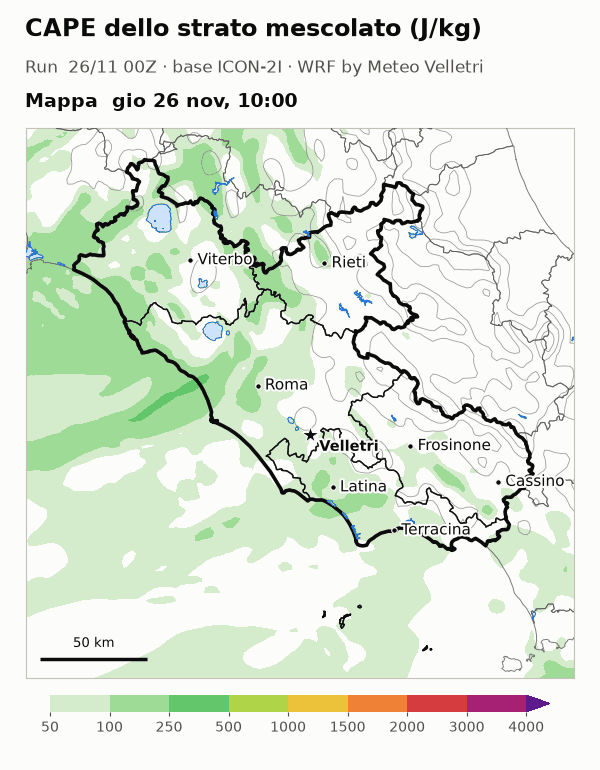 CAPE dello strato mescolato (J/kg)
Run  26/11 00Z · base ICON-2I · WRF by Meteo Velletri
Mappa  gio 26 nov, 10:00
Viterbo
Rieti
Roma
Velletri
Frosinone
Latina
Cassino
Terracina
50 km
50 100 250 500 1000 1500 2000 3000 4000